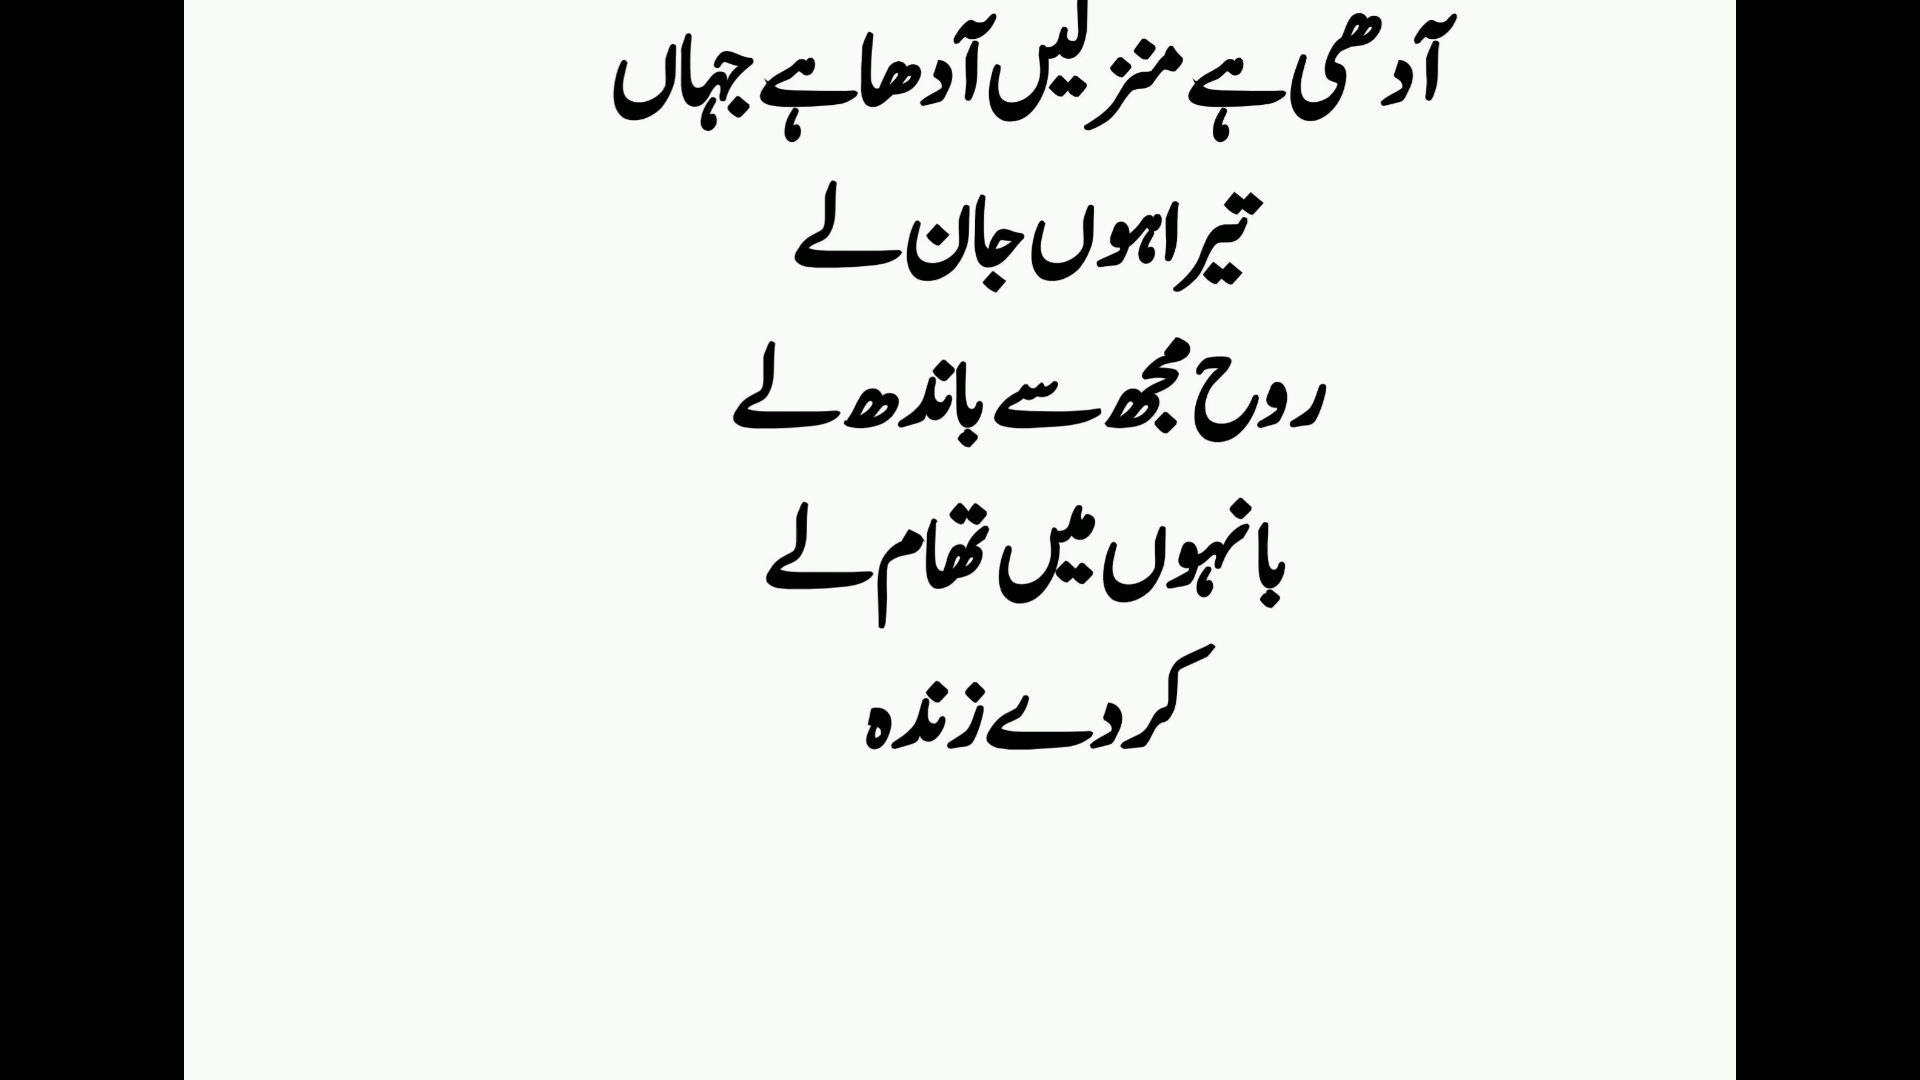 آدھی ہے منزلیں آدھا ہے جہاں
تیرا ہوں جان لے
روح مجھ سے باندھ لے
بانہوں میں تھام لے
کر دے زندہ